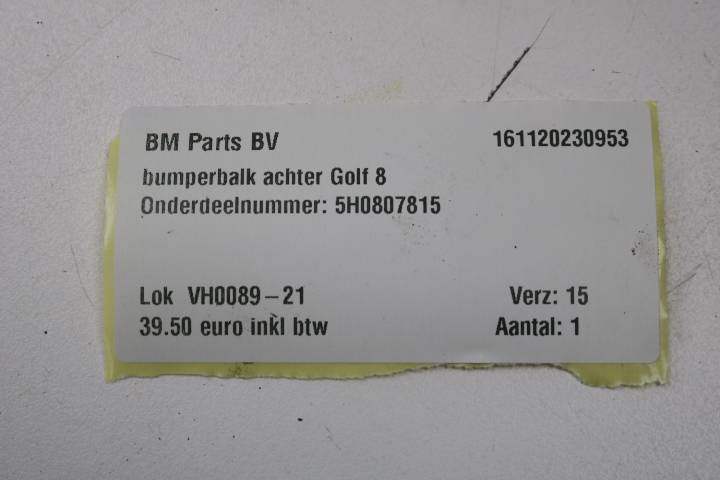 BM Parts BV 161120230953
bumperbalk achter Golf 8
Onderdeelnummer: 5H0807815
Lok VH0089-21 Verz: 15
39.50 euro inkl btw Aantal: 1